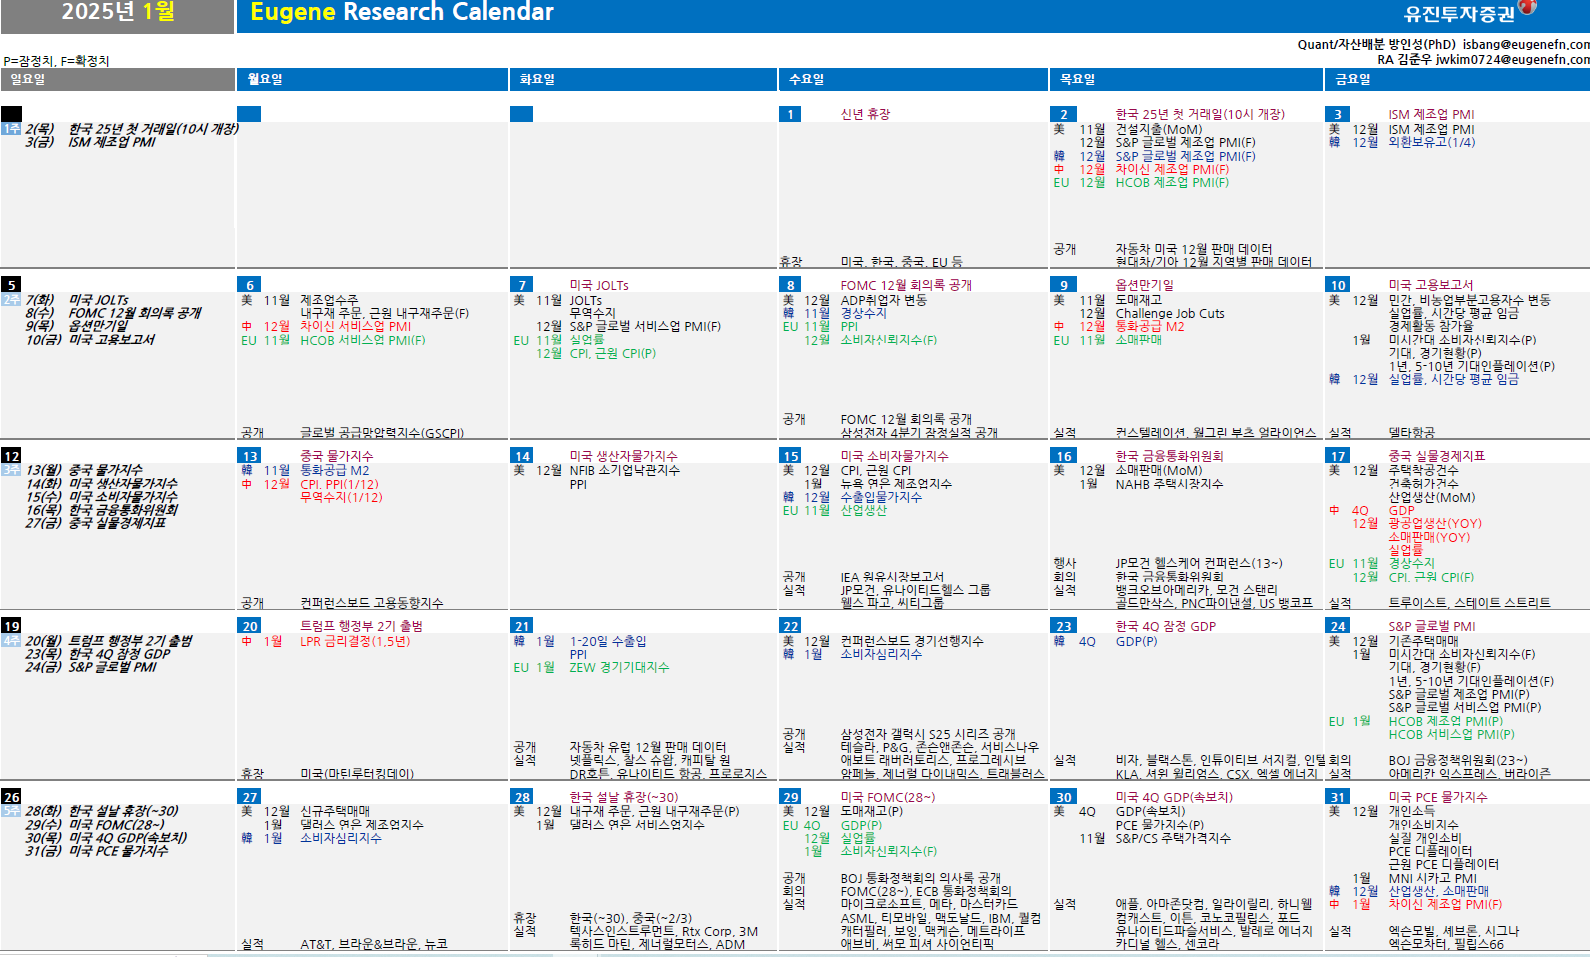 2025년 1월
Eugene Research Calendar
유진투자증권
Quant/자산배분 방인성(PhD) isbang@eugenefn.com
P=잠정치, F=확정치
RA 김준우 jwkim0724@eugenefn.com
일요일 월요일 화요일 수요일 목요일 금요일
1주 2(목) 한국 25년 첫 거래일(10시 개장)
3(금) ISM 제조업 PMI
1 신년 휴장
휴장 미국, 한국, 중국, EU 등
2 한국 25년 첫 거래일(10시 개장)
美 11월 건설지출(MoM)
12월 S&P 글로벌 제조업 PMI(F)
韓 12월 S&P 글로벌 제조업 PMI(F)
中 12월 차이신 제조업 PMI(F)
EU 12월 HCOB 제조업 PMI(F)
공개 자동차 미국 12월 판매 데이터
현대차/기아 12월 지역별 판매 데이터
3 ISM 제조업 PMI
美 12월 ISM 제조업 PMI
韓 12월 외환보유고(1/4)
5
2주 7(화) 미국 JOLTs
8(수) FOMC 12월 회의록 공개
9(목) 옵션만기일
10(금) 미국 고용보고서
6
美 11월 제조업수주
내구재 주문, 근원 내구재주문(F)
中 12월 차이신 서비스업 PMI
EU 11월 HCOB 서비스업 PMI(F)
공개 글로벌 공급망압력지수(GSCPI)
7 미국 JOLTs
美 11월 JOLTs
무역수지
12월 S&P 글로벌 서비스업 PMI(F)
EU 11월 실업률
12월 CPI, 근원 CPI(P)
8 FOMC 12월 회의록 공개
美 12월 ADP취업자 변동
韓 11월 경상수지
EU 11월 PPI
12월 소비자신뢰지수(F)
공개 FOMC 12월 회의록 공개
삼성전자 4분기 잠정실적 공개
9 옵션만기일
美 11월 도매재고
12월 Challenge Job Cuts
中 12월 통화공급 M2
EU 11월 소매판매
실적 컨스텔레이션, 월그린 부츠 얼라이언스
10 미국 고용보고서
美 12월 민간, 비농업부분고용자수 변동
실업률, 시간당 평균 임금
경제활동 참가율
1월 미시간대 소비자신뢰지수(P)
기대, 경기현황(P)
1년, 5-10년 기대인플레이션(P)
韓 12월 실업률, 시간당 평균 임금
실적 델타항공
12
3주 13(월) 중국 물가지수
14(화) 미국 생산자물가지수
15(수) 미국 소비자물가지수
16(목) 한국 금융통화위원회
27(금) 중국 실물경제지표
13 중국 물가지수
韓 11월 통화공급 M2
中 12월 CPI, PPI(1/12)
무역수지(1/12)
공개 컨퍼런스보드 고용동향지수
14 미국 생산자물가지수
美 12월 NFIB 소기업낙관지수
PPI
15 미국 소비자물가지수
美 12월 CPI, 근원 CPI
1월 뉴욕 연은 제조업지수
韓 12월 수출입물가지수
EU 11월 산업생산
공개 IEA 원유시장보고서
실적 JP모건, 유나이티드헬스 그룹
웰스 파고, 씨티그룹
16 한국 금융통화위원회
美 12월 소매판매(MoM)
1월 NAHB 주택시장지수
행사 JP모건 헬스케어 컨퍼런스(13~)
회의 한국 금융통화위원회
실적 뱅크오브아메리카, 모건 스탠리
골드만삭스, PNC파이낸셜, US 뱅코프
17 중국 실물경제지표
美 12월 주택착공건수
건축허가건수
산업생산(MoM)
中 4Q GDP
12월 광공업생산(YOY)
소매판매(YOY)
실업률
EU 11월 경상수지
12월 CPI, 근원 CPI(F)
실적 트루이스트, 스테이트 스트리트
19
4주 20(월) 트럼프 행정부 2기 출범
23(목) 한국 4Q 잠정 GDP
24(금) S&P 글로벌 PMI
20 트럼프 행정부 2기 출범
中 1월 LPR 금리결정(1,5년)
휴장 미국(마틴루터킹데이)
21
韓 1월 1-20일 수출입
PPI
EU 1월 ZEW 경기기대지수
공개 자동차 유럽 12월 판매 데이터
실적 넷플릭스, 찰스 슈왑, 캐피탈 원
DR호튼, 유나이티드 항공, 프로로지스
22
美 12월 컨퍼런스보드 경기선행지수
韓 1월 소비자심리지수
공개 삼성전자 갤럭시 S25 시리즈 공개
실적 테슬라, P&G, 존슨앤존슨, 서비스나우
애보트 래버러토리스, 프로그레시브
암페놀, 제너럴 다이내믹스, 트래블러스
23 한국 4Q 잠정 GDP
韓 4Q GDP(P)
실적 비자, 블랙스톤, 인튜이티브 서지컬, 인텔
KLA, 셔윈 윌리엄스, CSX, 엑셀 에너지
24 S&P 글로벌 PMI
美 12월 기존주택매매
1월 미시간대 소비자신뢰지수(F)
기대, 경기현황(F)
1년, 5-10년 기대인플레이션(F)
S&P 글로벌 제조업 PMI(P)
S&P 글로벌 서비스업 PMI(P)
EU 1월 HCOB 제조업 PMI(P)
HCOB 서비스업 PMI(P)
회의 BOJ 금융정책위원회(23~)
실적 아메리칸 익스프레스, 버라이즌
26
5주 28(화) 한국 설날 휴장(~30)
29(수) 미국 FOMC(28~)
30(목) 미국 4Q GDP(속보치)
31(금) 미국 PCE 물가지수
27
美 12월 신규주택매매
1월 댈러스 연은 제조업지수
韓 1월 소비자심리지수
실적 AT&T, 브라운&브라운, 뉴코
28 한국 설날 휴장(~30)
美 12월 내구재 주문, 근원 내구재주문(P)
1월 댈러스 연은 서비스업지수
휴장 한국(~30), 중국(~2/3)
실적 텍사스인스트루먼트, Rtx Corp, 3M
록히드 마틴, 제너럴모터스, ADM
29 미국 FOMC(28~)
美 12월 도매재고(P)
EU 4Q GDP(P)
12월 실업률
1월 소비자신뢰지수(F)
공개 BOJ 통화정책회의 의사록 공개
회의 FOMC(28~), ECB 통화정책회의
실적 마이크로소프트, 메타, 마스터카드
ASML, 티모바일, 맥도날드, IBM, 퀄컴
캐터필러, 보잉, 맥케슨, 메트라이프
애브비, 써모 피셔 사이언티픽
30 미국 4Q GDP(속보치)
美 4Q GDP(속보치)
PCE 물가지수(P)
11월 S&P/CS 주택가격지수
실적 애플, 아마존닷컴, 일라이릴리, 하니웰
컴캐스트, 이튼, 코노코필립스, 포드
유나이티드파슬서비스, 발레로 에너지
카디널 헬스, 센코라
31 미국 PCE 물가지수
美 12월 개인소득
개인소비지수
실질 개인소비
PCE 디플레이터
근원 PCE 디플레이터
1월 MNI 시카고 PMI
韓 12월 산업생산, 소매판매
中 1월 차이신 제조업 PMI(F)
실적 엑슨모빌, 셰브론, 시그나
엑슨모차터, 필립스66